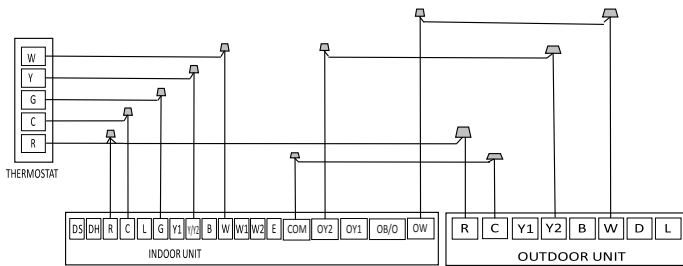 W
Y
G
C
R
THERMOSTAT
DS DH R C L G Y1 Y/Y2 B W W1 W2 E COM OY2 OY1 OB/O OW
INDOOR UNIT
R C Y1 Y2 B W D L
OUTDOOR UNIT